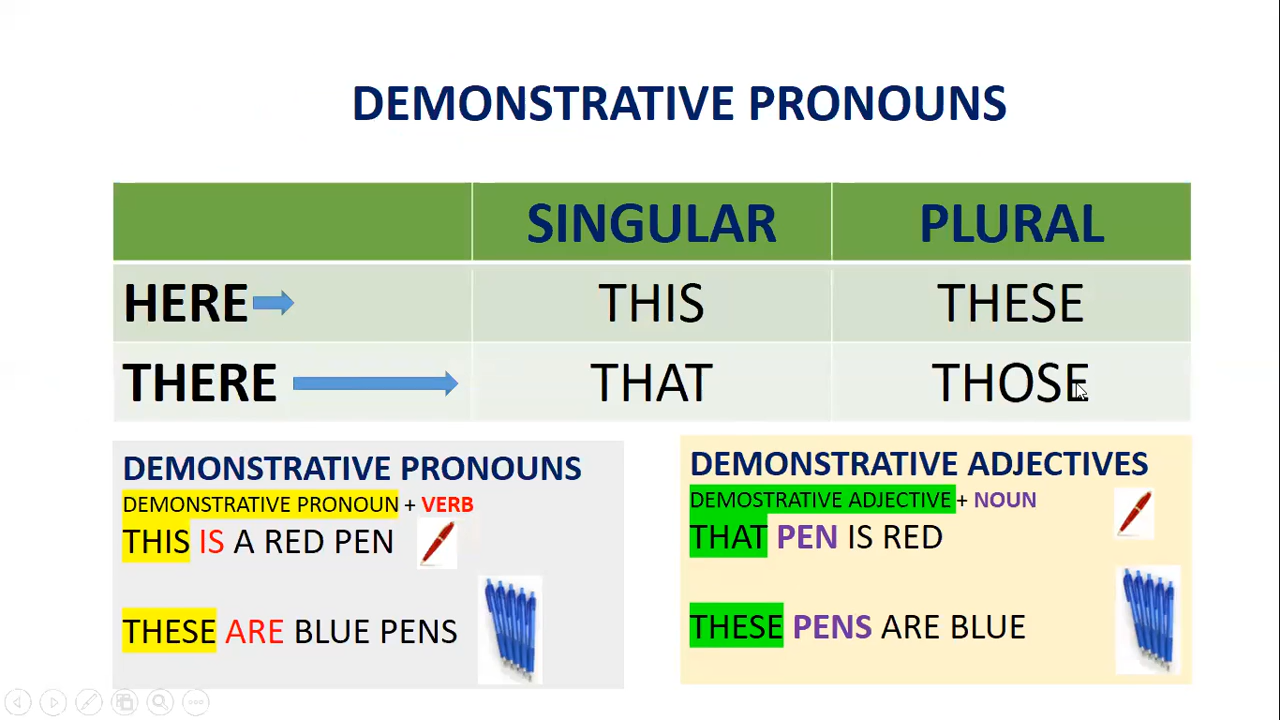 DEMONSTRATIVE PRONOUNS
SINGULAR PLURAL
HERE THIS THESE
THERE THAT THOSE
DEMONSTRATIVE PRONOUNS
DEMONSTRATIVE PRONOUN + VERB
THIS IS A RED PEN
THESE ARE BLUE PENS
DEMONSTRATIVE ADJECTIVES
DEMOSTRATIVE ADJECTIVE + NOUN
THAT PEN IS RED
THESE PENS ARE BLUE